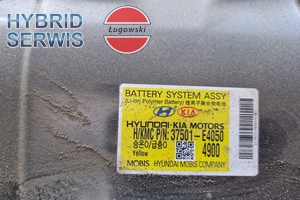 HYBRID
SERWIS
Ługowski
BATTERY SYSTEM ASSY
(Li-ion Polymer Battery)
KIA
HYUNDAI·KIA MOTORS
H/KMC P/N: 37501-E4050
Yellow
4900
MOBIS HYUNDAI MOBIS COMPANY